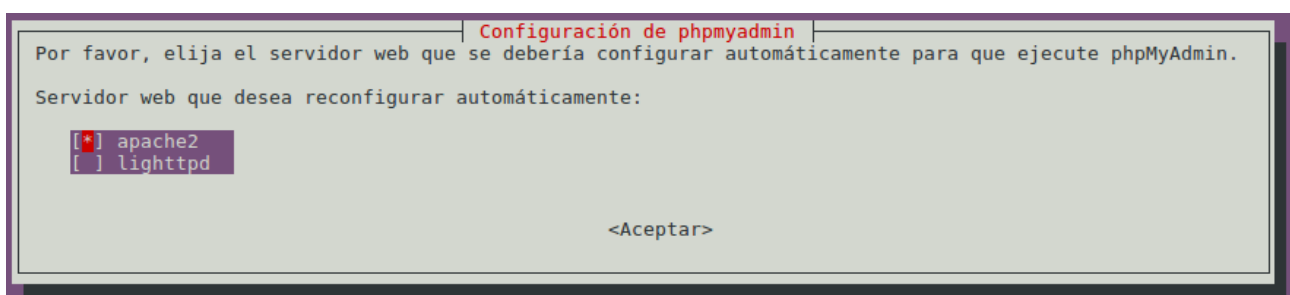 Configuración de phpmyadmin
Por favor, elija el servidor web que se debería configurar automáticamente para que ejecute phpMyAdmin.
Servidor web que desea reconfigurar automáticamente:
[*] apache2
[ ] lighttpd
<Aceptar>